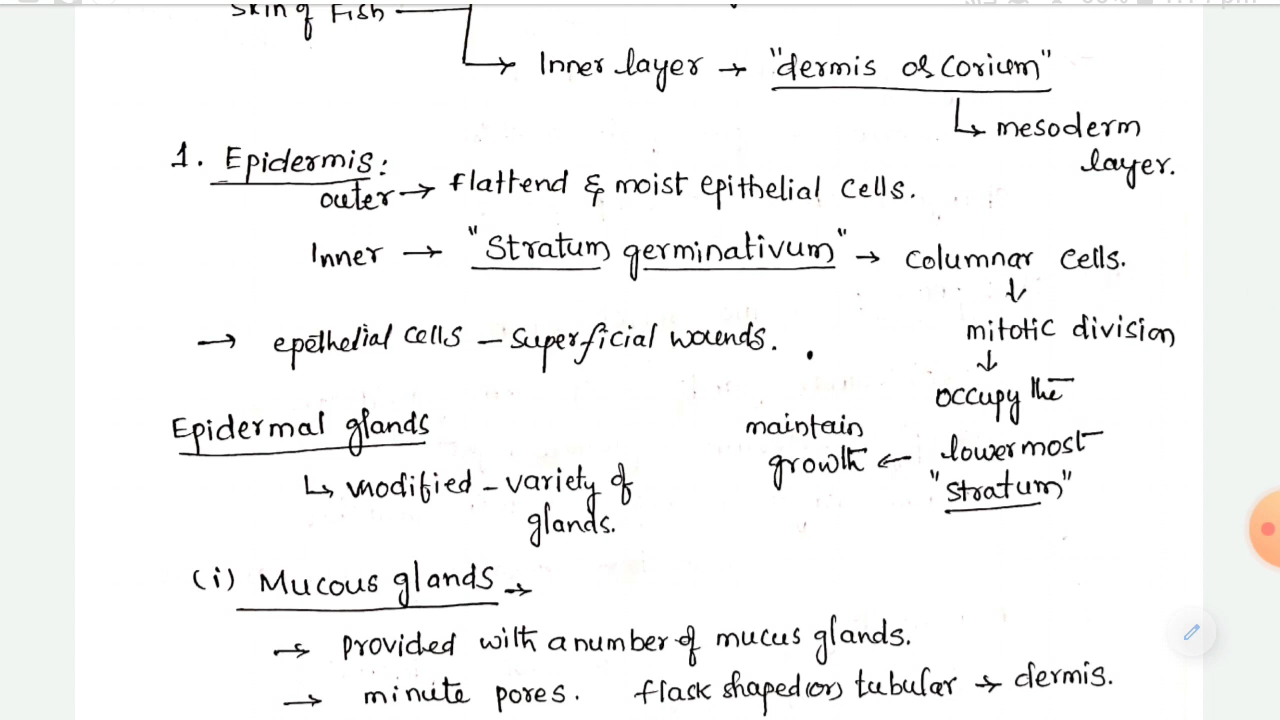 Skin of Fish
Inner layer → "dermis or corium"
↳ mesoderm
layer.
1. Epidermis:
outer → flattend & moist epithelial cells.
Inner → "Stratum germinativum" → columnar cells.
↓
→ epethelial cells – superficial wounds.
mitotic division
↓
occupy the
lowermost
"stratum"
← maintain
growth
Epidermal glands
↳ modified – variety of
glands.
(i) Mucous glands →
→ provided with a number of mucus glands.
→ minute pores. flask shaped (or) tubular → dermis.